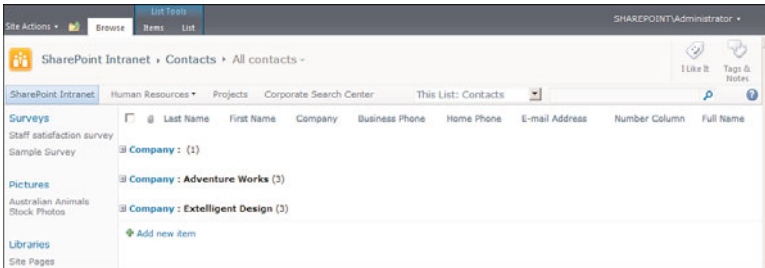 List Tools
Site Actions Browse Items List SHAREPOINT\Administrator
SharePoint Intranet Contacts All contacts -
I Like It Tags & Notes
SharePoint Intranet Human Resources Projects Corporate Search Center This List: Contacts
Surveys
Staff satisfaction survey
Sample Survey
Pictures
Australian Animals
Stock Photos
Libraries
Site Pages
Last Name First Name Company Business Phone Home Phone E-mail Address Number Column Full Name
Company : (1)
Company : Adventure Works (3)
Company : Extelligent Design (3)
Add new item